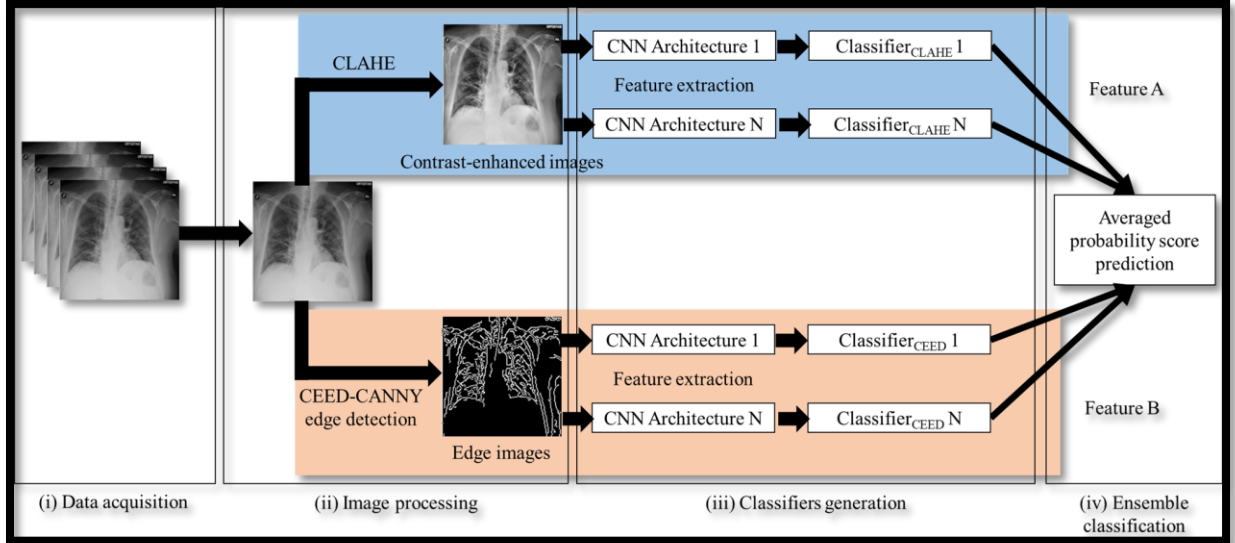 CLAHE
Contrast-enhanced images
CNN Architecture 1
Classifier_CLAHE 1
Feature extraction
CNN Architecture N
Classifier_CLAHE N
Feature A
Averaged
probability score
prediction
CEED-CANNY
edge detection
Edge images
CNN Architecture 1
Classifier_CEED 1
Feature extraction
CNN Architecture N
Classifier_CEED N
Feature B
(i) Data acquisition
(ii) Image processing
(iii) Classifiers generation
(iv) Ensemble
classification